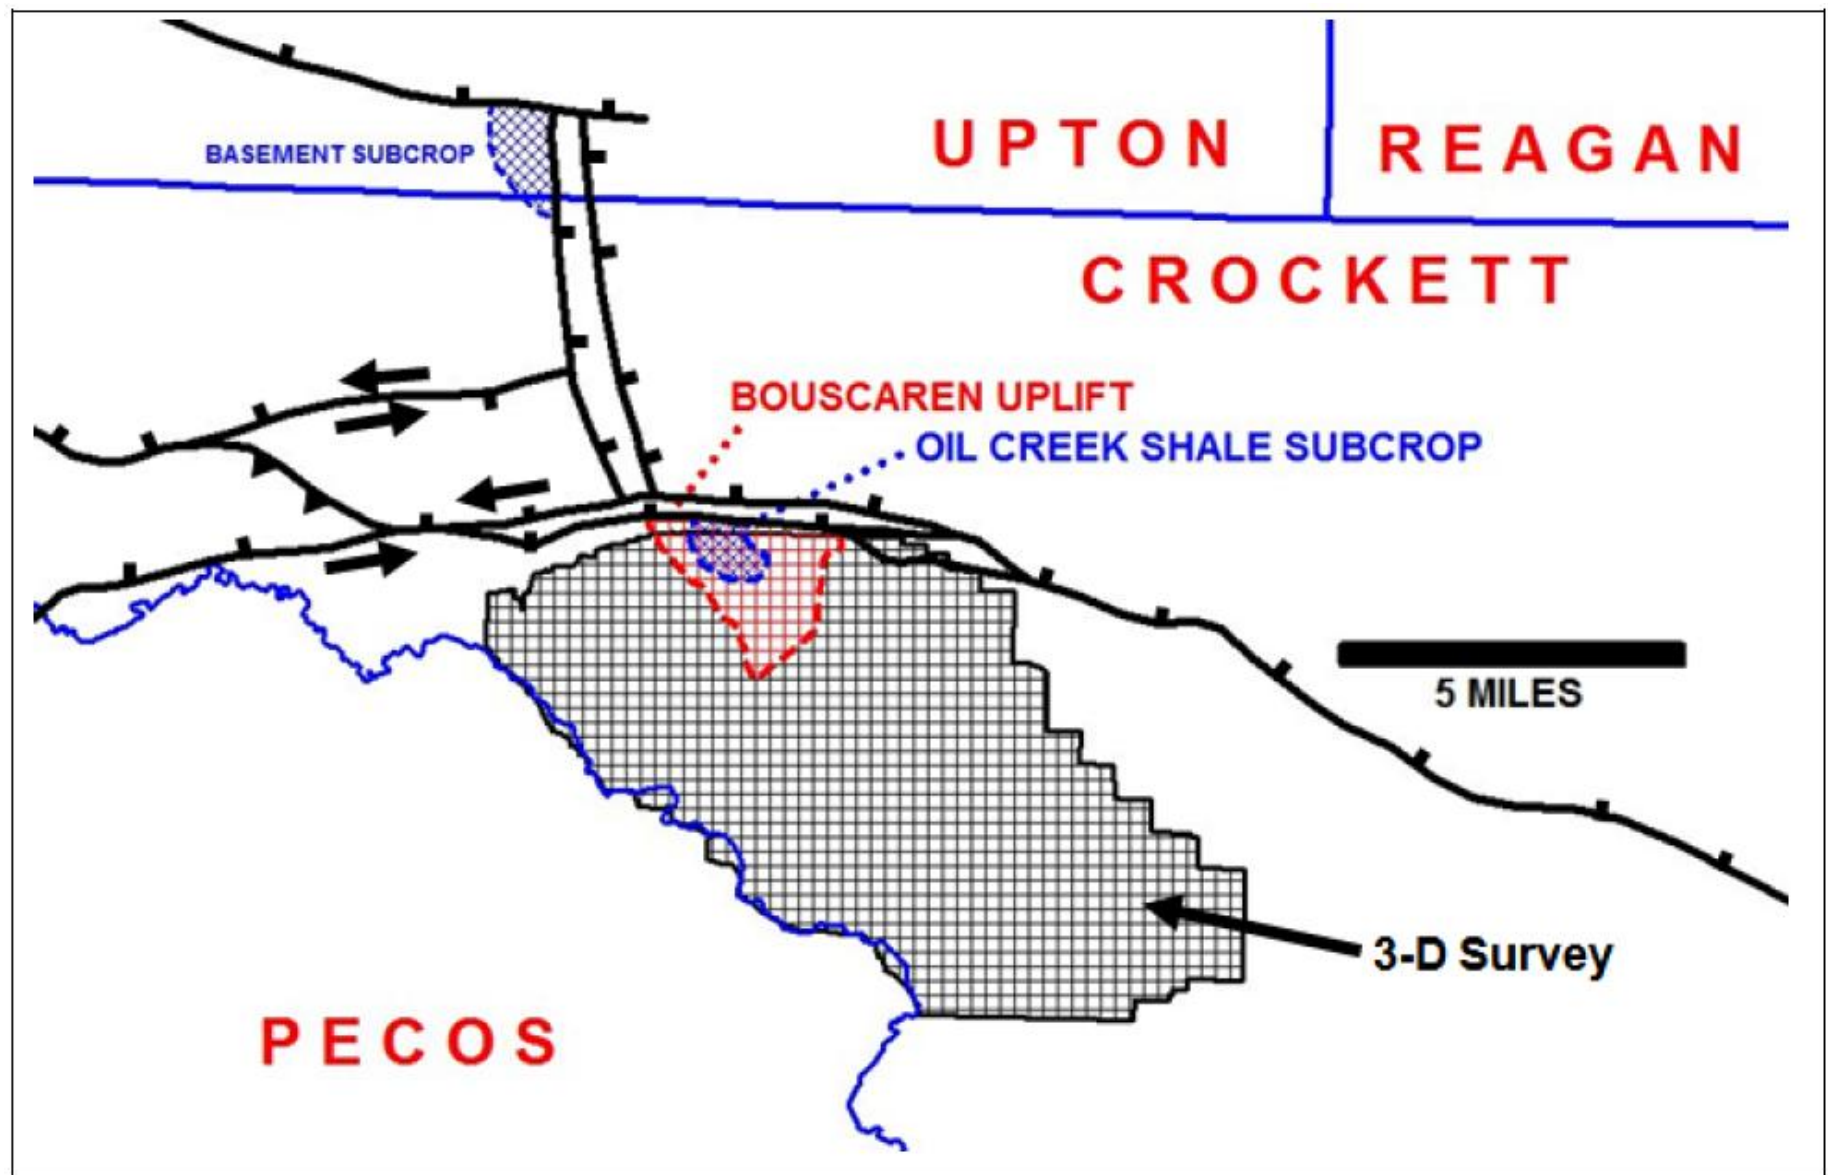 UPTON
REAGAN
BASEMENT SUBCROP
CROCKETT
BOUSCAREN UPLIFT
OIL CREEK SHALE SUBCROP
5 MILES
3-D Survey
PECOS